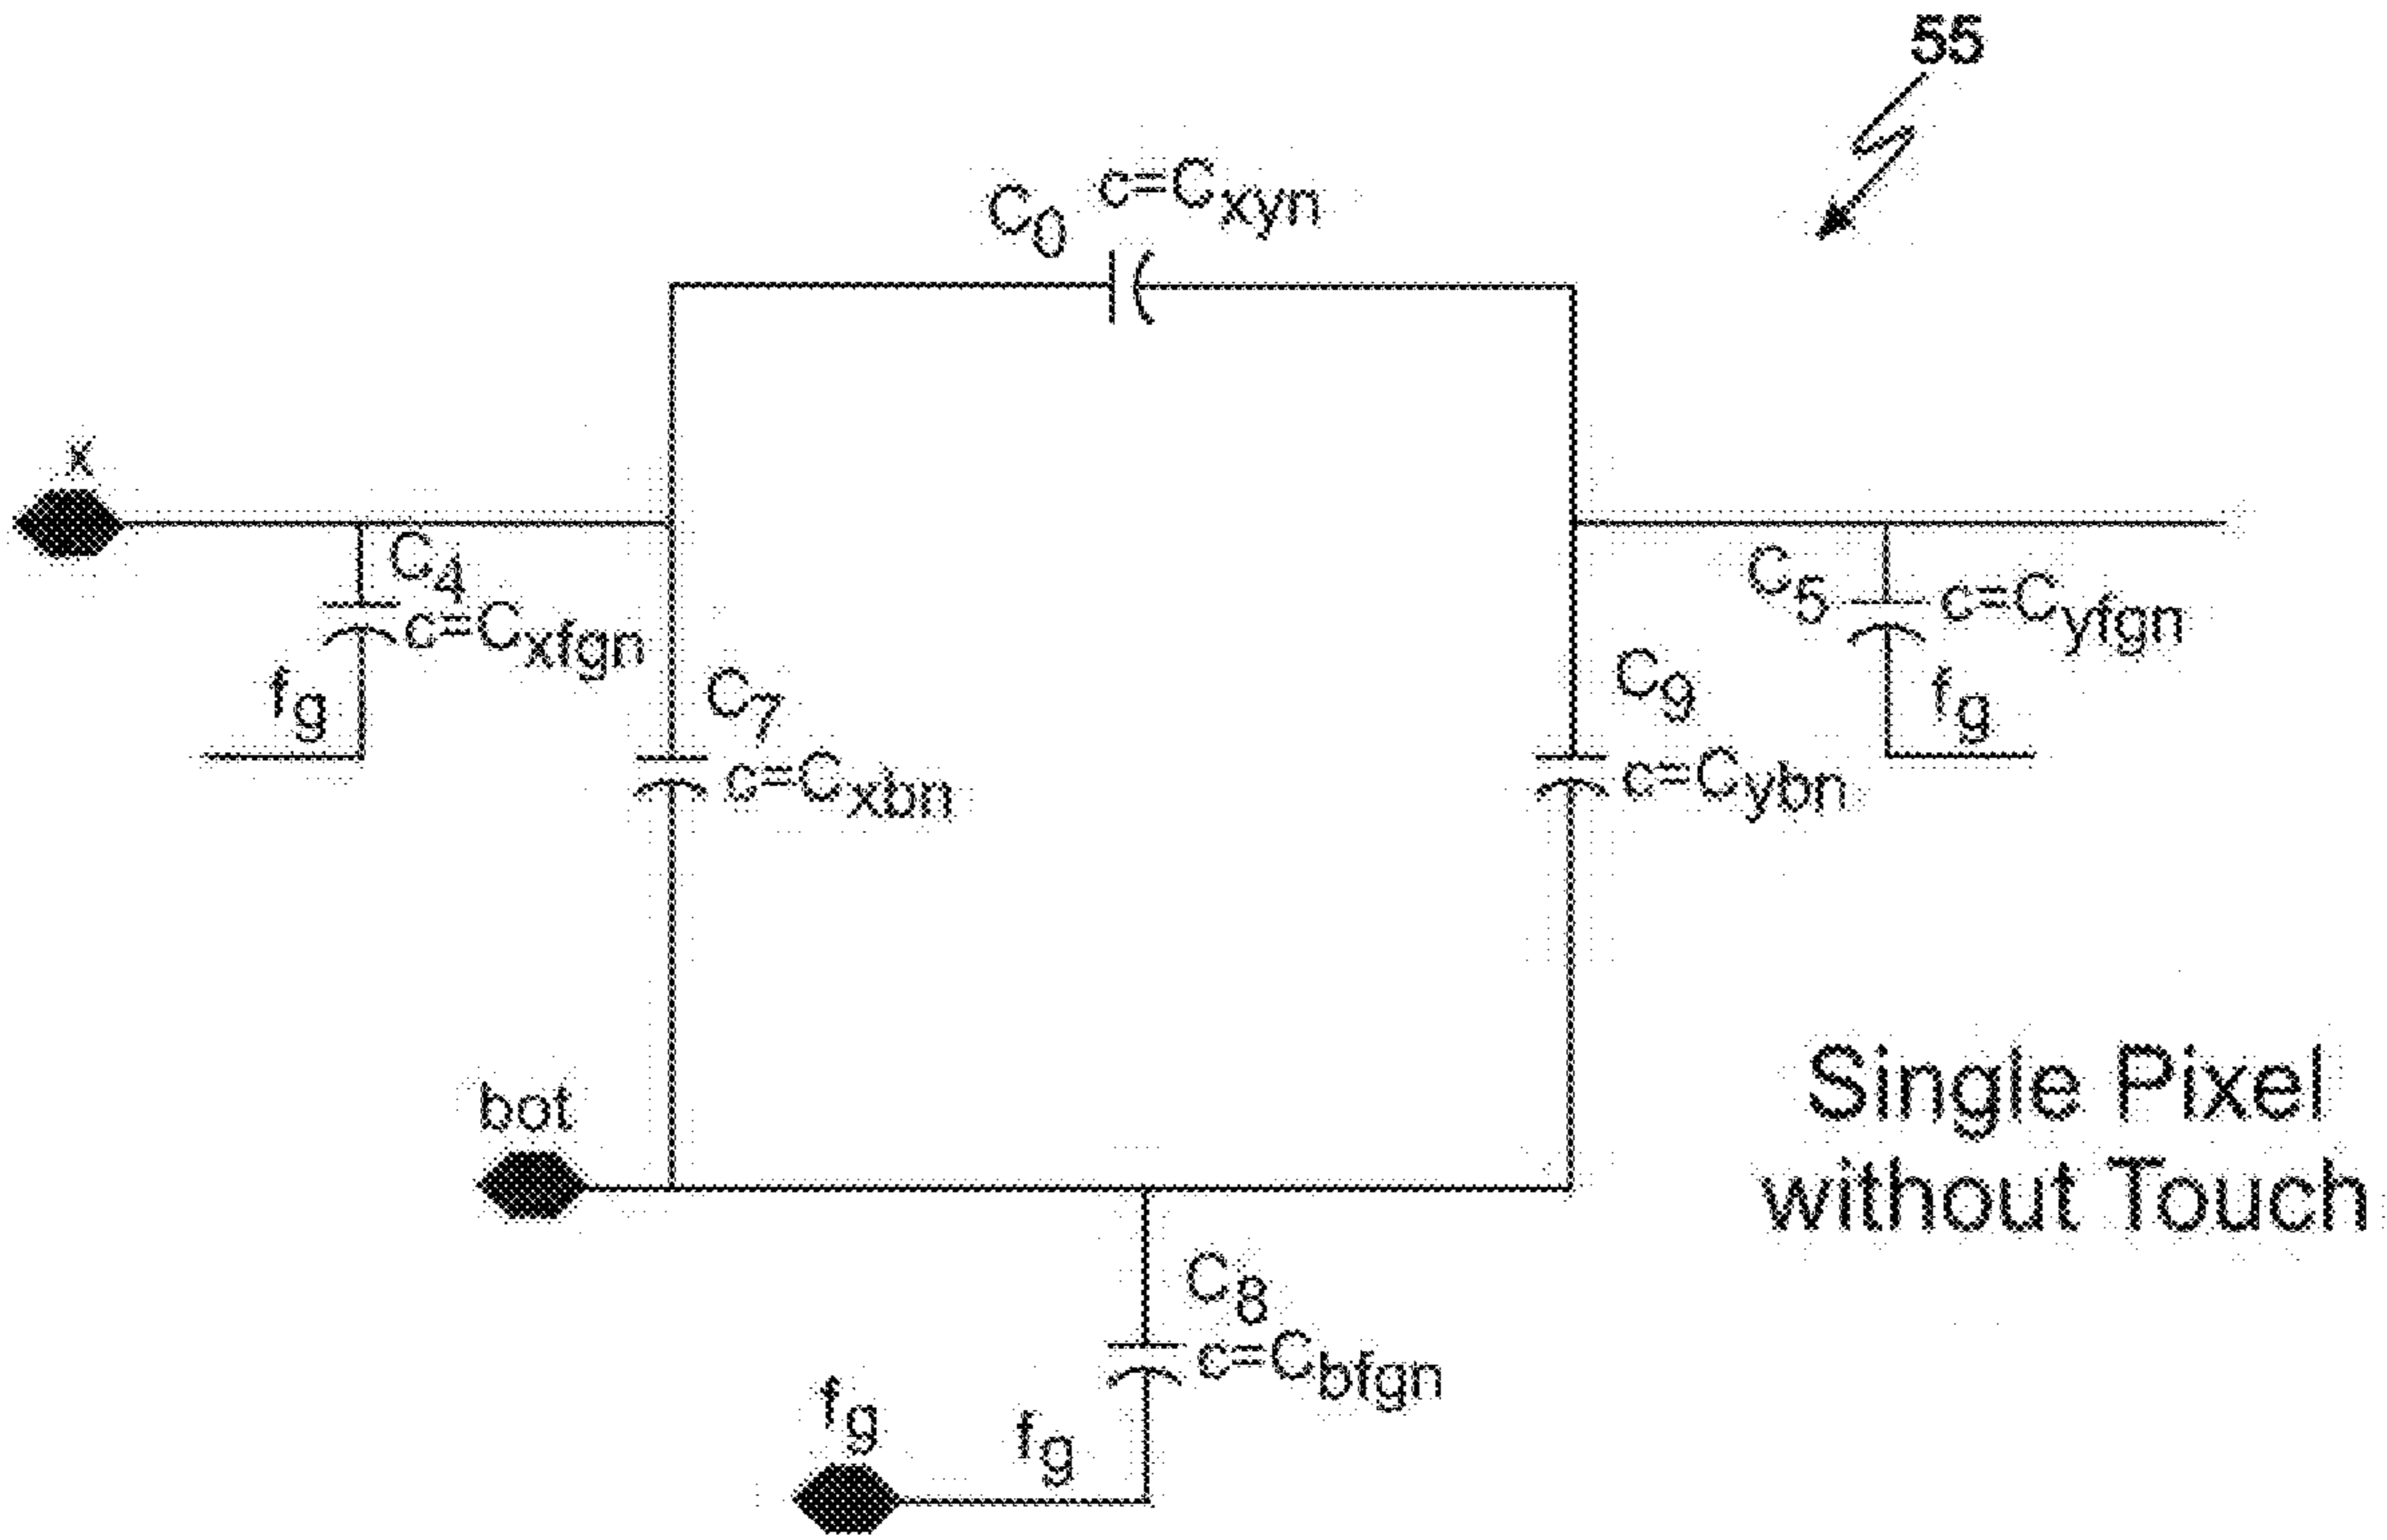 55
C0 c=Cxyn
x
C4
c=Cxfgn
fg
C5 c=Cyfgn
fg
C7
c=Cxbn
C9
c=Cybn
bot
Single Pixel
without Touch
C8
c=Cbfgn
fg
fg